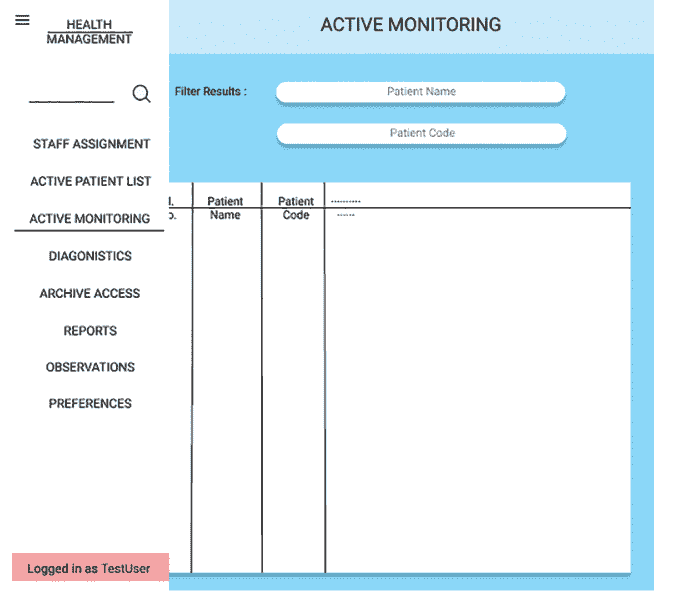 HEALTH
MANAGEMENT
ACTIVE MONITORING
Filter Results :
Patient Name
Patient Code
STAFF ASSIGNMENT
ACTIVE PATIENT LIST
ACTIVE MONITORING
DIAGONISTICS
ARCHIVE ACCESS
REPORTS
OBSERVATIONS
PREFERENCES
Patient Patient ..........
Name Code ......
Logged in as TestUser